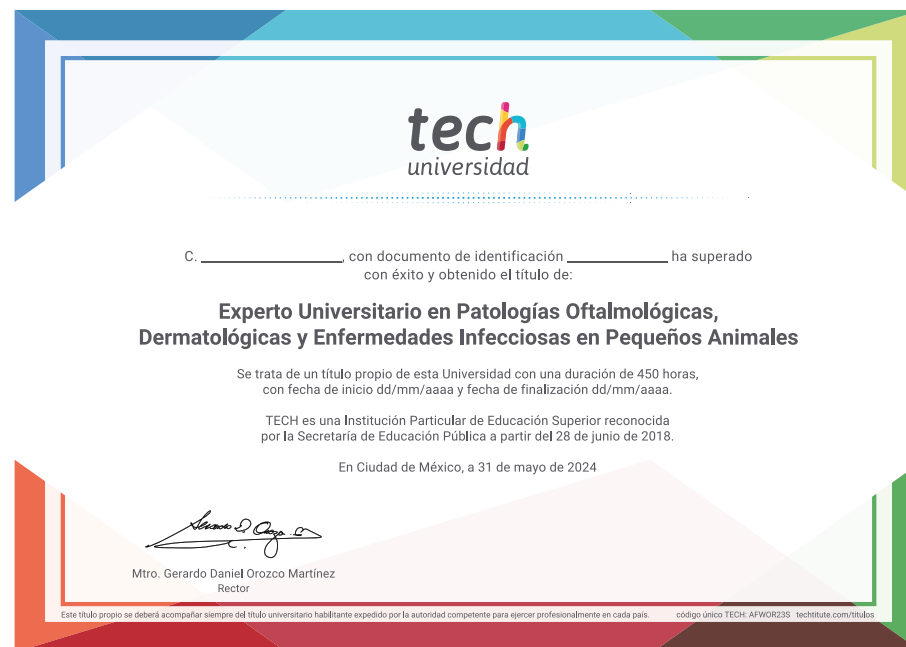 tech
universidad
C. ____________, con documento de identificación ____________ ha superado
con éxito y obtenido el título de:
Experto Universitario en Patologías Oftalmológicas,
Dermatológicas y Enfermedades Infecciosas en Pequeños Animales
Se trata de un título propio de esta Universidad con una duración de 450 horas,
con fecha de inicio dd/mm/aaaa y fecha de finalización dd/mm/aaaa.
TECH es una Institución Particular de Educación Superior reconocida
por la Secretaría de Educación Pública a partir del 28 de junio de 2018.
En Ciudad de México, a 31 de mayo de 2024
Mtro. Gerardo Daniel Orozco Martínez
Rector
Este título propio se deberá acompañar siempre del título universitario habilitante expedido por la autoridad competente para ejercer profesionalmente en cada país. código único TECH: AFWOR23S techtitute.com/titulos